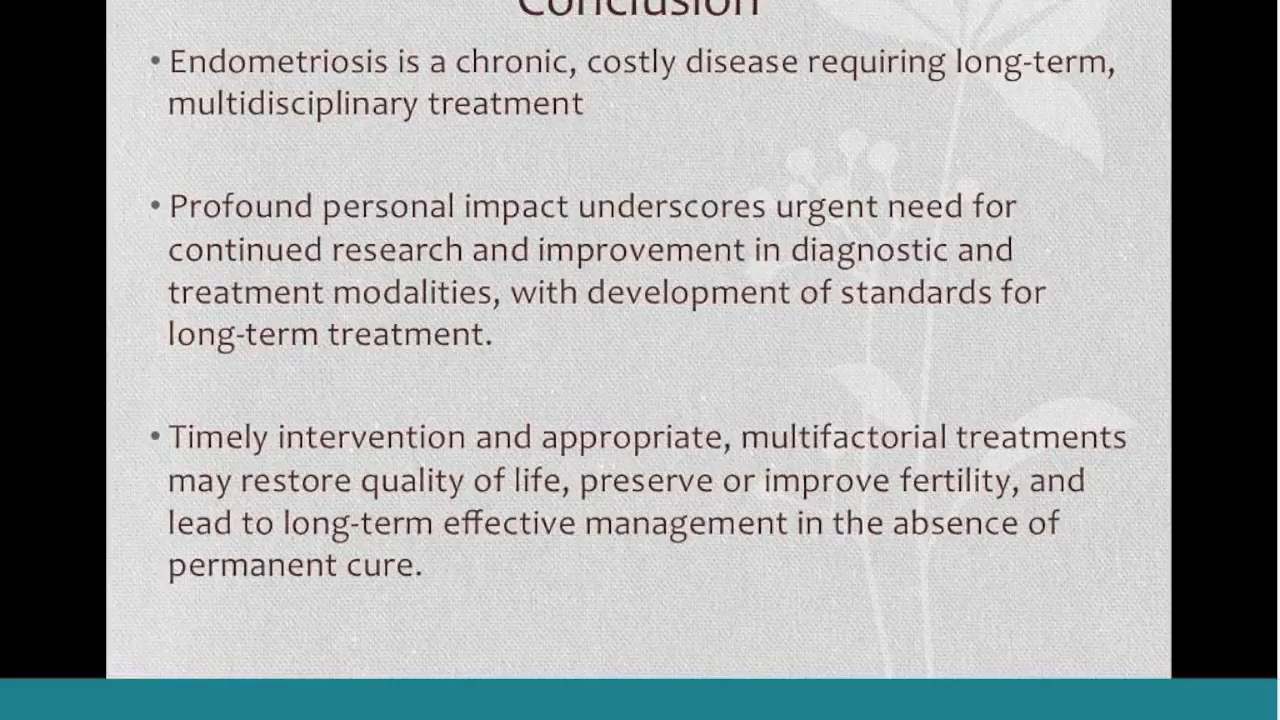 Conclusion
• Endometriosis is a chronic, costly disease requiring long-term,
multidisciplinary treatment
• Profound personal impact underscores urgent need for
continued research and improvement in diagnostic and
treatment modalities, with development of standards for
long-term treatment.
• Timely intervention and appropriate, multifactorial treatments
may restore quality of life, preserve or improve fertility, and
lead to long-term effective management in the absence of
permanent cure.